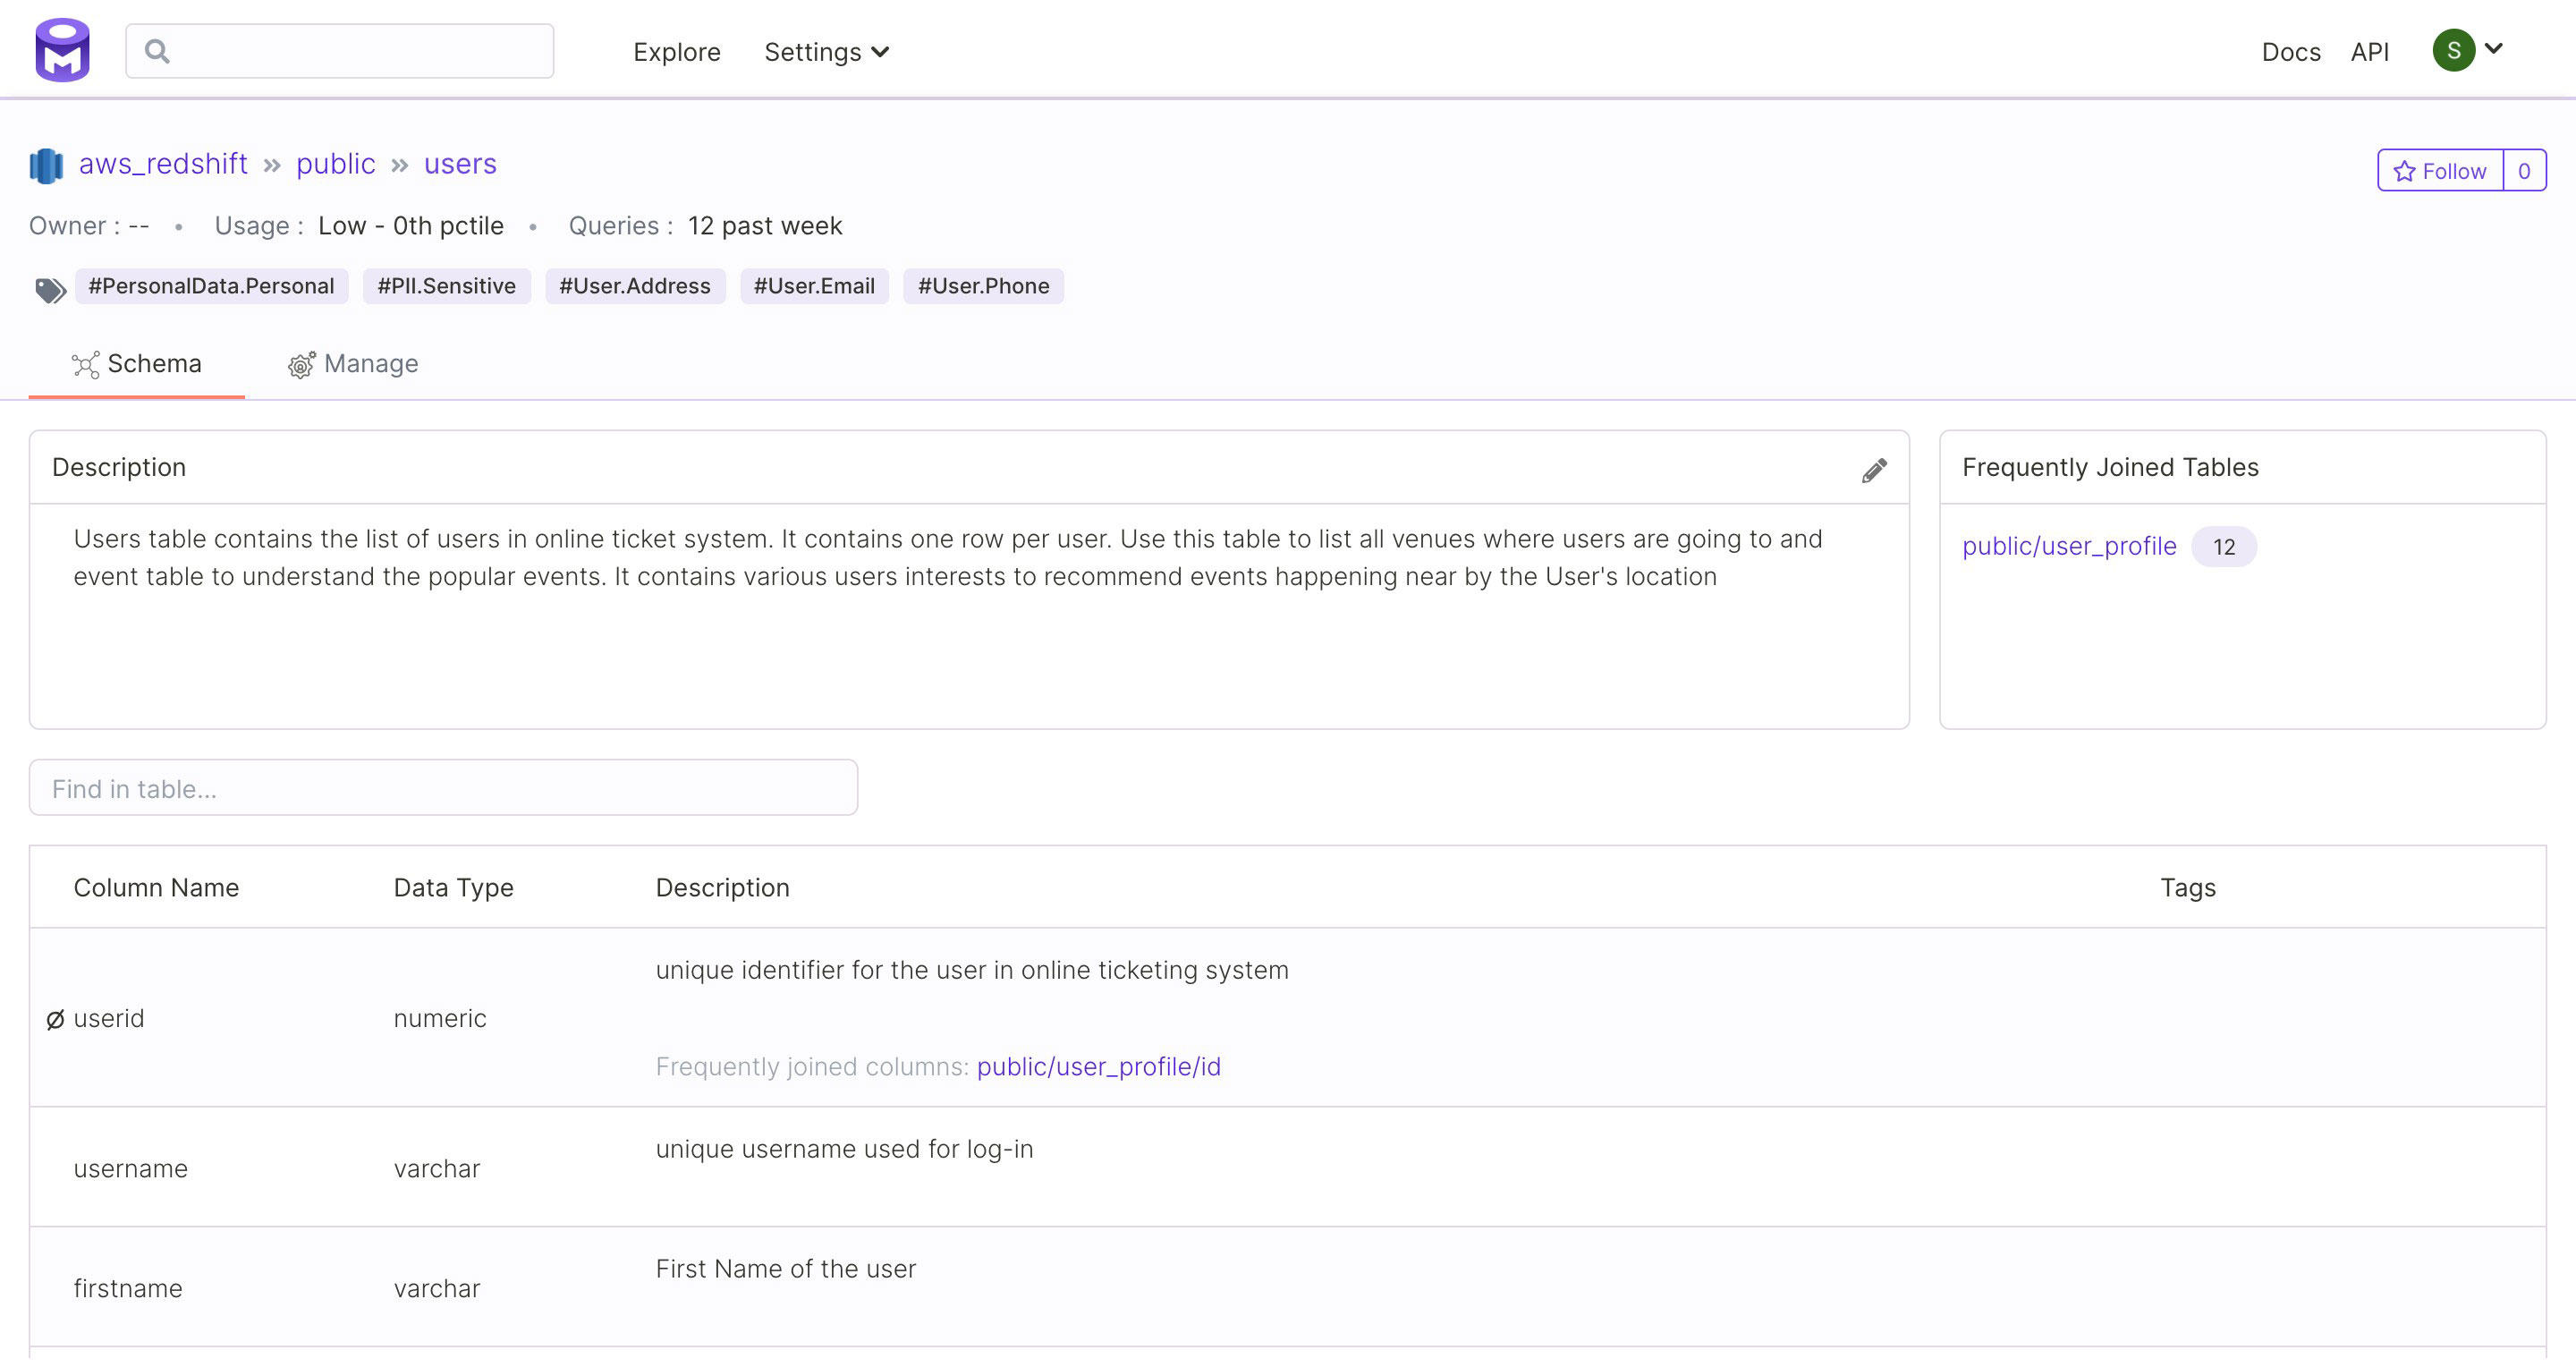 Explore Settings Docs API S
aws_redshift » public » users
Follow 0
Owner : -- • Usage : Low - 0th pctile • Queries : 12 past week
#PersonalData.Personal #PII.Sensitive #User.Address #User.Email #User.Phone
Schema Manage
Description
Users table contains the list of users in online ticket system. It contains one row per user. Use this table to list all venues where users are going to and
event table to understand the popular events. It contains various users interests to recommend events happening near by the User's location
Frequently Joined Tables
public/user_profile 12
Find in table...
Column Name Data Type Description Tags
unique identifier for the user in online ticketing system
userid numeric
Frequently joined columns: public/user_profile/id
unique username used for log-in
username varchar
First Name of the user
firstname varchar